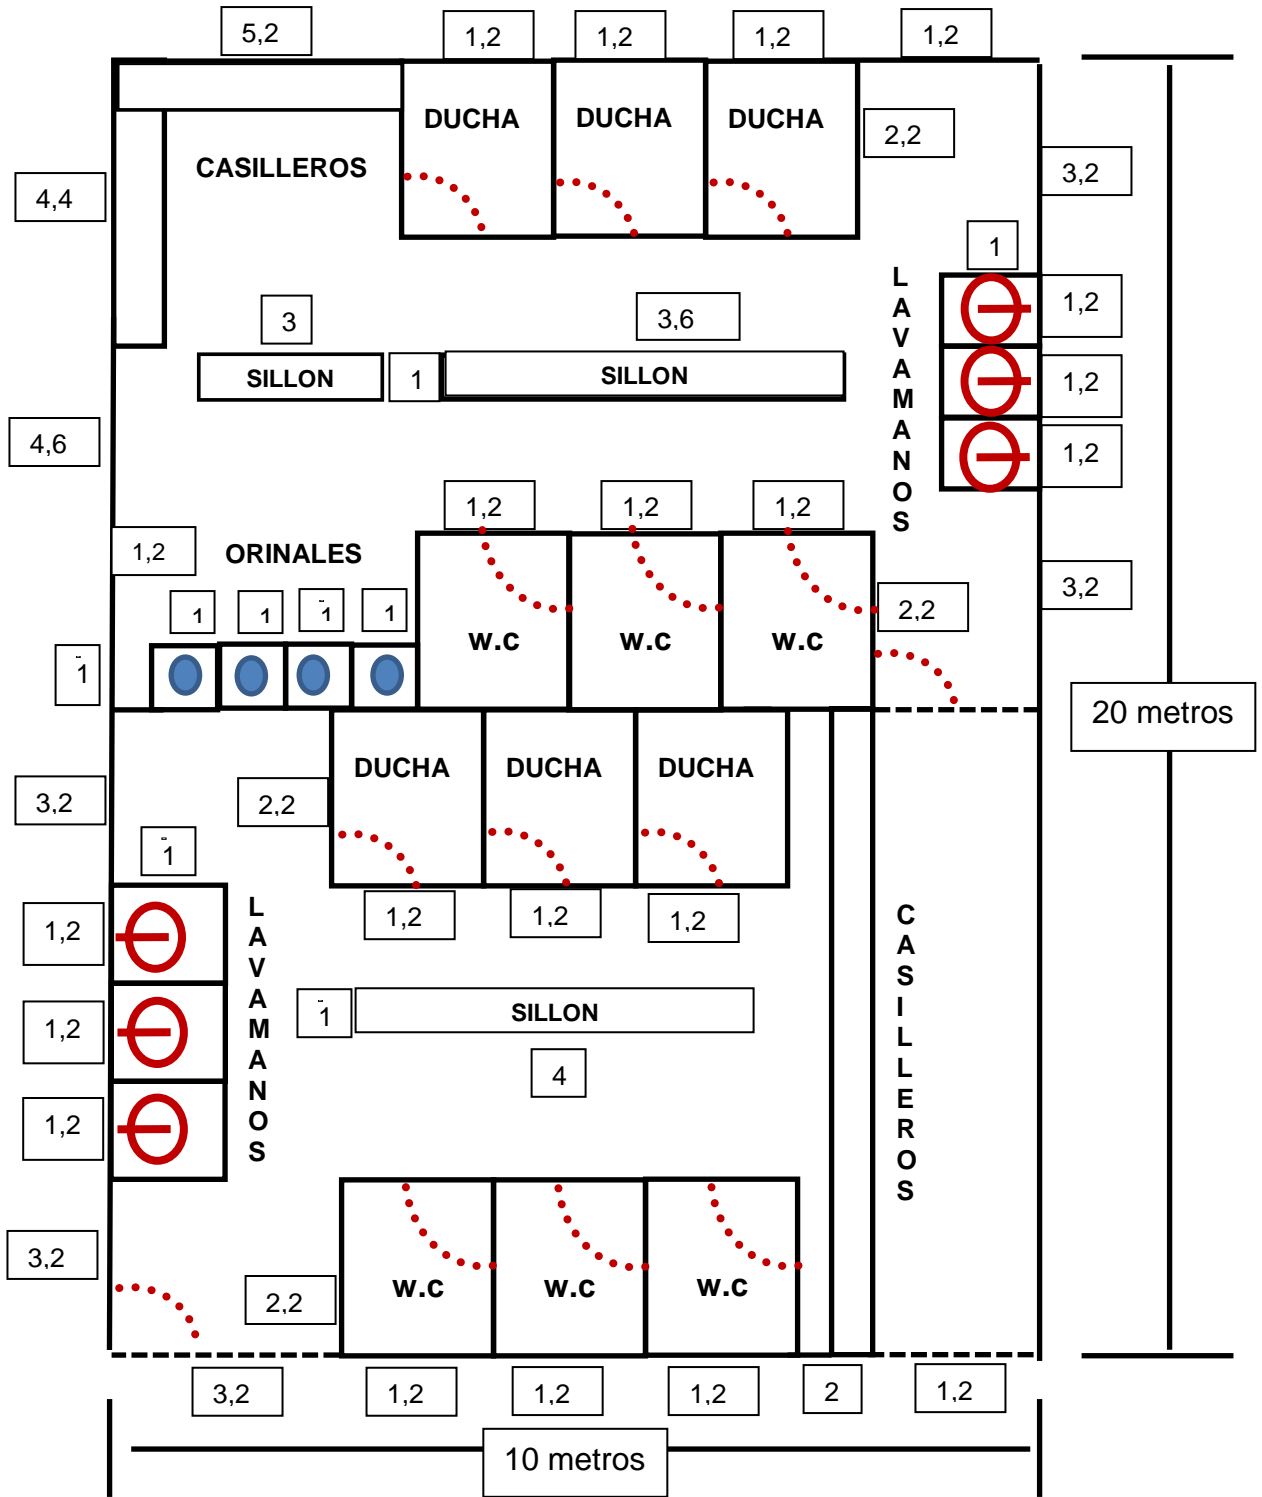 5,2
1,2
1,2
1,2
1,2
DUCHA
DUCHA
DUCHA
2,2
CASILLEROS
3,2
4,4
1
L
A
V
A
M
A
N
O
S
1,2
1,2
1,2
3
3,6
SILLON
1
SILLON
4,6
1,2
1,2
1,2
1,2
ORINALES
3,2
1
1
1
1
2,2
w.c
w.c
w.c
1
20 metros
DUCHA
DUCHA
DUCHA
3,2
2,2
1
1,2
1,2
1,2
1,2
1,2
1,2
L
A
V
A
M
A
N
O
S
C
A
S
I
L
L
E
R
O
S
1
SILLON
4
3,2
2,2
w.c
w.c
w.c
3,2
1,2
1,2
1,2
2
1,2
10 metros